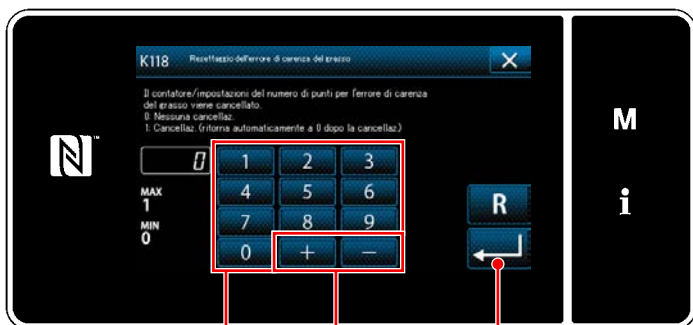 K118 Resettaggio dell'errore di carenza del grasso
Il contatore/impostazioni del numero di punti per l'errore di carenza
del grasso viene cancellato.
0: Nessuna cancellaz.
1: Cancellaz. (ritorna automaticamente a 0 dopo la cancellaz.)
0
1 2 3
MAX
1
4 5 6
MIN
0
7 8 9
0 + −
R
M
i